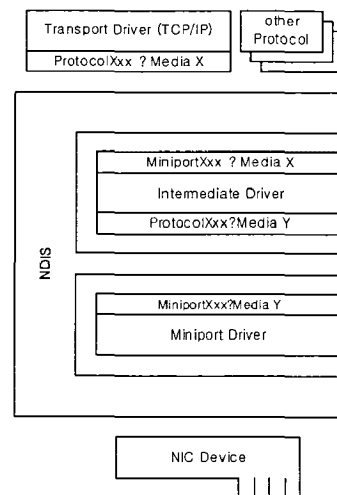 Transport Driver (TCP/IP)
ProtocolXxx ? Media X
other
Protocol
NDIS
MiniportXxx ? Media X
Intermediate Driver
ProtocolXxx?Media Y
MiniportXxx?Media Y
Miniport Driver
NIC Device